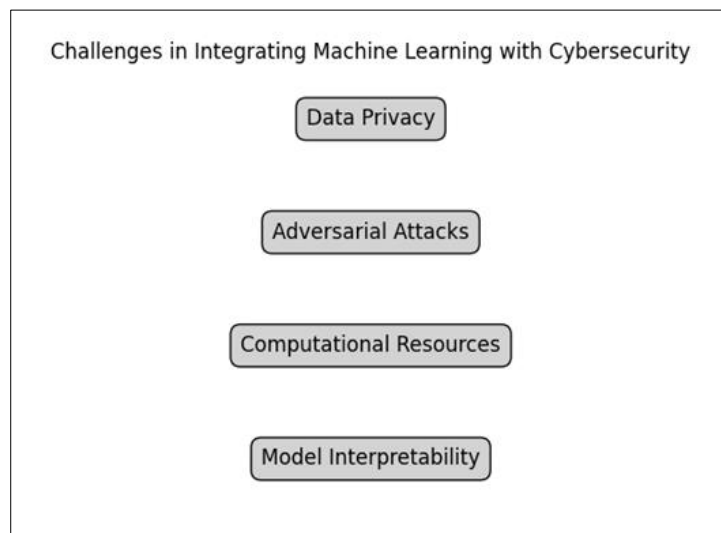 Challenges in Integrating Machine Learning with Cybersecurity
Data Privacy
Adversarial Attacks
Computational Resources
Model Interpretability